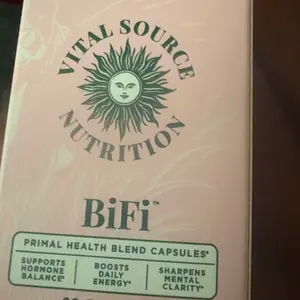 VITAL SOURCE
NUTRITION
BiFi™
PRIMAL HEALTH BLEND CAPSULES*
SUPPORTS
HORMONE
BALANCE*
BOOSTS
DAILY
ENERGY*
SHARPENS
MENTAL
CLARITY*